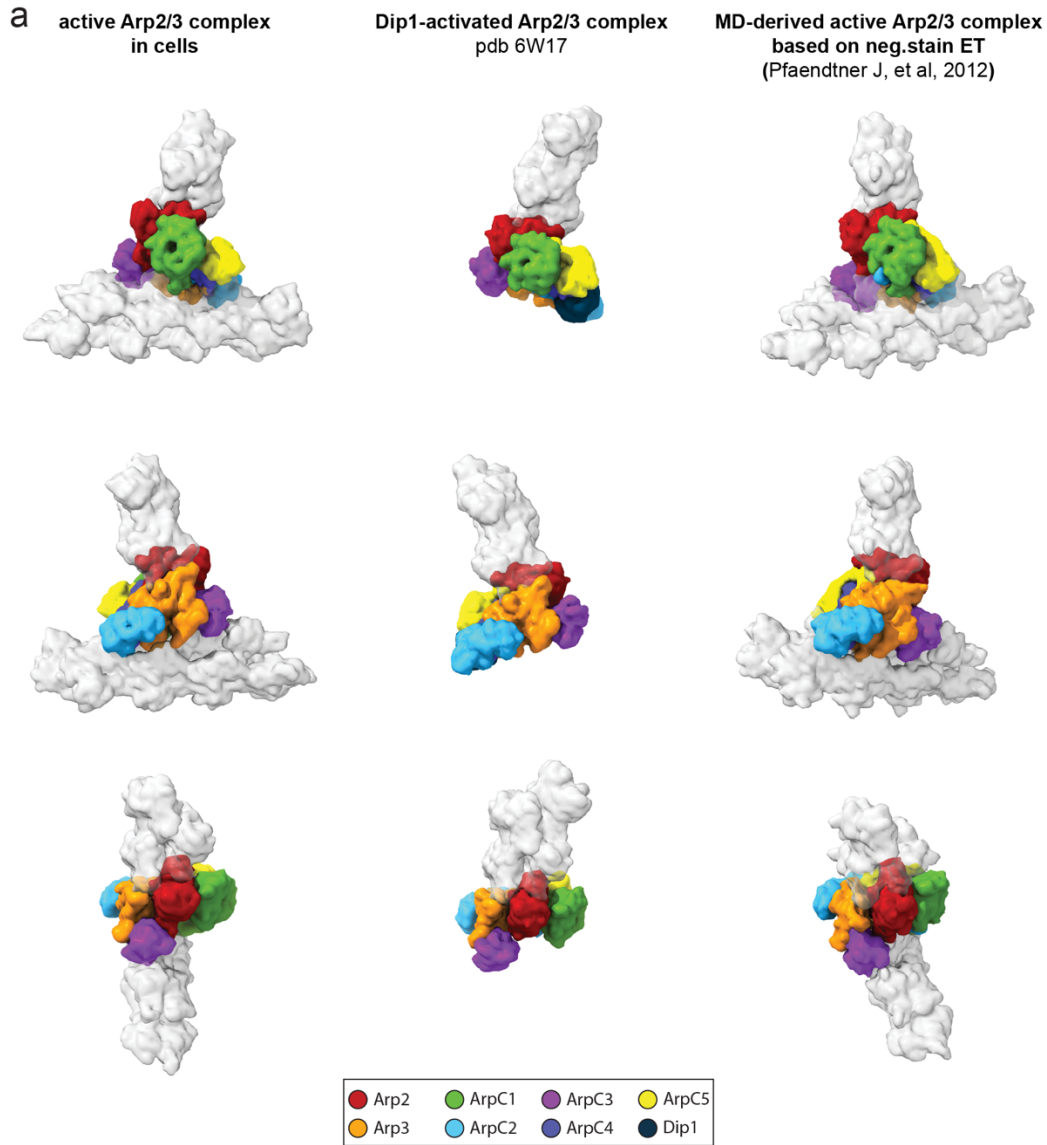 a
active Arp2/3 complex
in cells
Dip1-activated Arp2/3 complex
pdb 6W17
MD-derived active Arp2/3 complex
based on neg.stain ET
(Pfaendtner J, et al, 2012)
Arp2 ArpC1 ArpC3 ArpC5
Arp3 ArpC2 ArpC4 Dip1